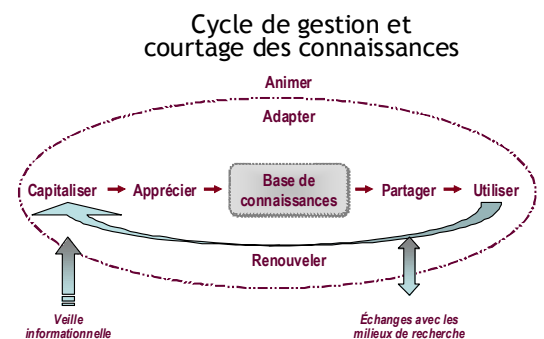 Cycle de gestion et
courtage des connaissances
Animer
Adapter
Capitaliser
Apprécier
Base de
connaissances
Partager
Utiliser
Renouveler
Veille
informationnelle
Échanges avec les
milieux de recherche